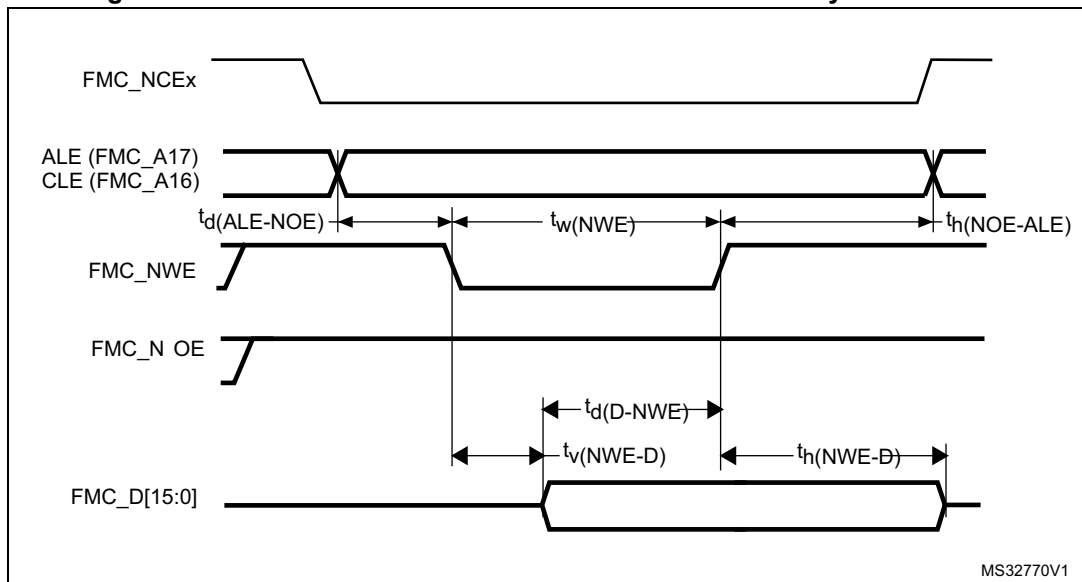 FMC_NCEx
ALE (FMC_A17)
CLE (FMC_A16)
td(ALE-NOE)
tw(NWE)
th(NOE-ALE)
FMC_NWE
FMC_N OE
td(D-NWE)
tv(NWE-D)
th(NWE-D)
FMC_D[15:0]
MS32770V1